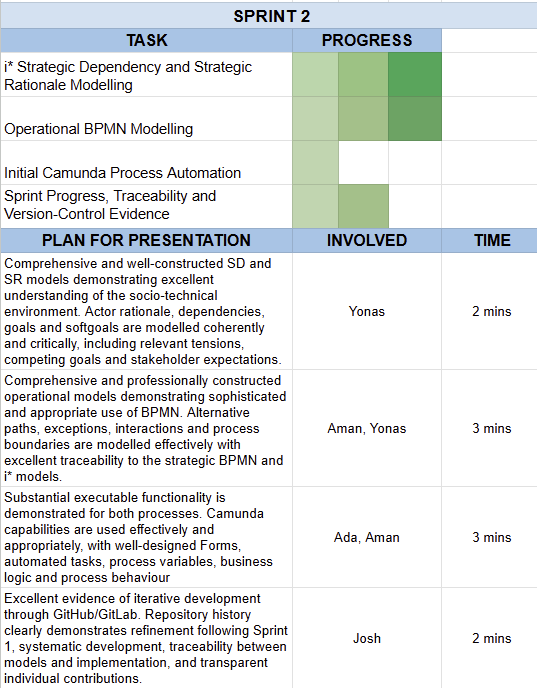 SPRINT 2
TASK PROGRESS
i* Strategic Dependency and Strategic
Rationale Modelling
Operational BPMN Modelling
Initial Camunda Process Automation
Sprint Progress, Traceability and
Version-Control Evidence
PLAN FOR PRESENTATION INVOLVED TIME
Comprehensive and well-constructed SD and
SR models demonstrating excellent
understanding of the socio-technical
environment. Actor rationale, dependencies,
goals and softgoals are modelled coherently
and critically, including relevant tensions,
competing goals and stakeholder expectations.
Yonas
2 mins
Comprehensive and professionally constructed
operational models demonstrating sophisticated
and appropriate use of BPMN. Alternative
paths, exceptions, interactions and process
boundaries are modelled effectively with
excellent traceability to the strategic BPMN and
i* models.
Aman, Yonas
3 mins
Substantial executable functionality is
demonstrated for both processes. Camunda
capabilities are used effectively and
appropriately, with well-designed Forms,
automated tasks, process variables, business
logic and process behaviour
Ada, Aman
3 mins
Excellent evidence of iterative development
through GitHub/GitLab. Repository history
clearly demonstrates refinement following Sprint
1, systematic development, traceability between
models and implementation, and transparent
individual contributions.
Josh
2 mins